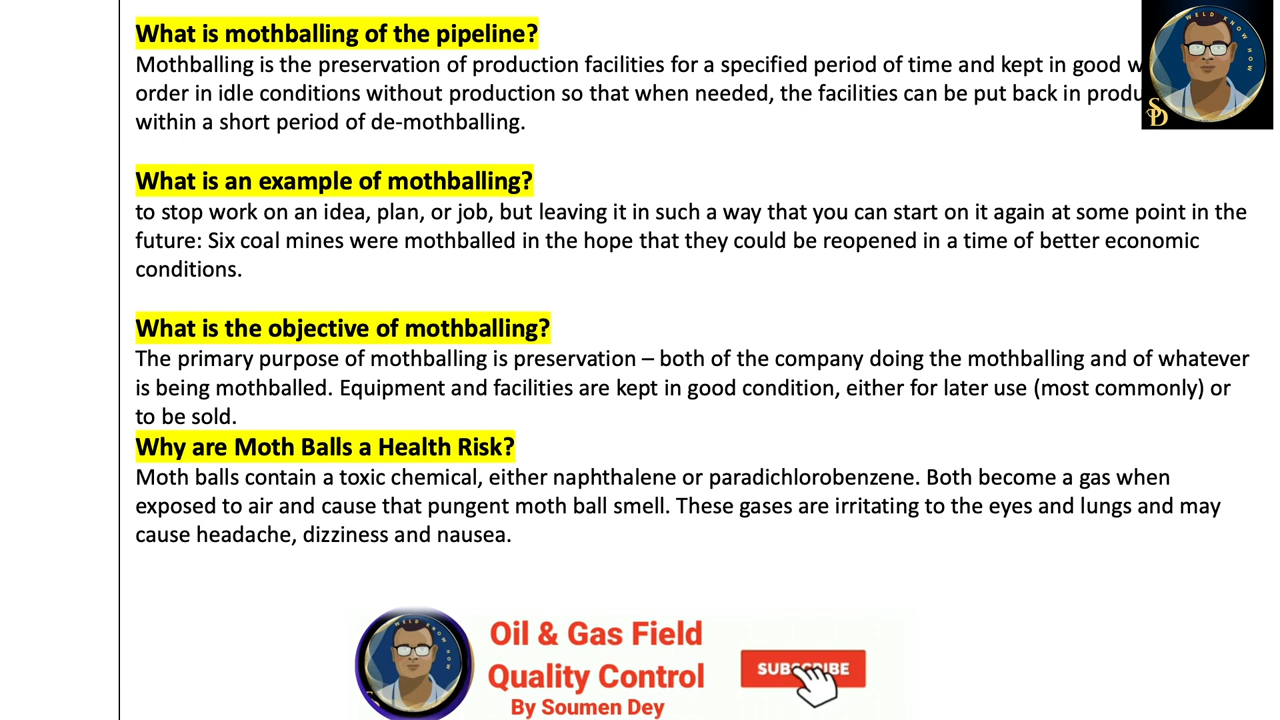 What is mothballing of the pipeline?
Mothballing is the preservation of production facilities for a specified period of time and kept in good
order in idle conditions without production so that when needed, the facilities can be put back in
within a short period of de-mothballing.
What is an example of mothballing?
to stop work on an idea, plan, or job, but leaving it in such a way that you can start on it again at some point in the
future: Six coal mines were mothballed in the hope that they could be reopened in a time of better economic
conditions.
What is the objective of mothballing?
The primary purpose of mothballing is preservation – both of the company doing the mothballing and of whatever
is being mothballed. Equipment and facilities are kept in good condition, either for later use (most commonly) or
to be sold.
Why are Moth Balls a Health Risk?
Moth balls contain a toxic chemical, either naphthalene or paradichlorobenzene. Both become a gas when
exposed to air and cause that pungent moth ball smell. These gases are irritating to the eyes and lungs and may
cause headache, dizziness and nausea.
WELD KNOW HOW
SD
WELD KNOW HOW
Oil & Gas Field
Quality Control
By Soumen Dey
SUBSCRIBE